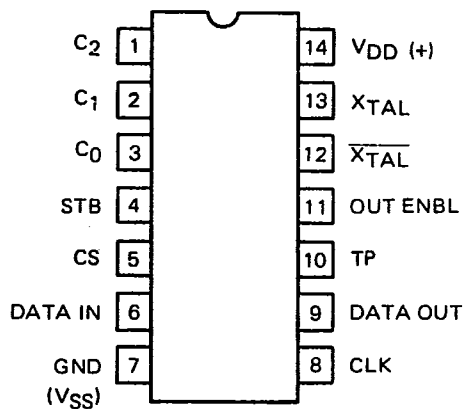 C2 1 14 VDD (+)
C1 2 13 XTAL
C0 3 12 X̅T̅A̅L̅
STB 4 11 OUT ENBL
CS 5 10 TP
DATA IN 6 9 DATA OUT
GND 7 8 CLK
(VSS)